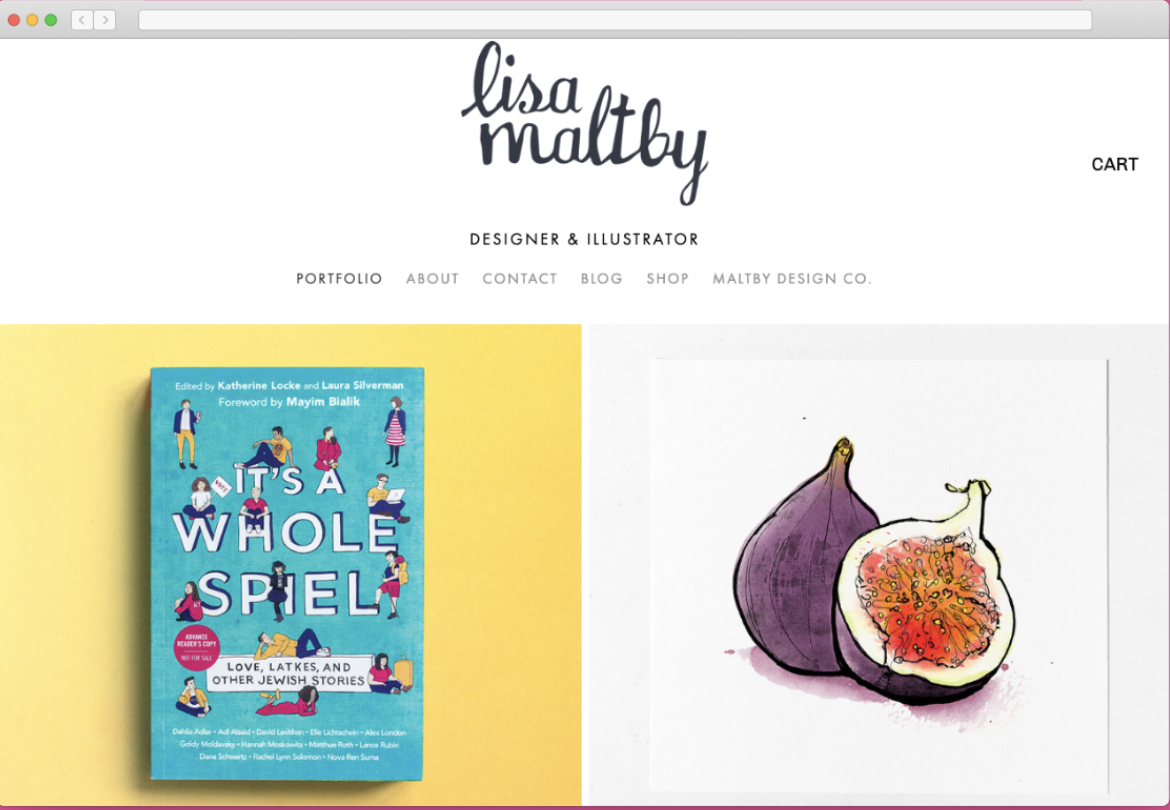 lisa
maltby
CART
DESIGNER & ILLUSTRATOR
PORTFOLIO ABOUT CONTACT BLOG SHOP MALTBY DESIGN CO.
Edited by Katherine Locke and Laura Silverman
Foreword by Mayim Bialik
IT'S A
VOTE
WHOLE
SPIEL
ADVANCE
READER'S COPY
NOT FOR SALE
LOVE, LATKES, AND
OTHER JEWISH STORIES
Dahlia Adler • Adi Alsaid • David Levithan • Elie Lichtschein • Alex London
Goldy Moldavsky • Hannah Moskowitz • Matthue Roth • Lance Rubin
Dana Schwartz • Rachel Lynn Solomon • Nova Ren Suma